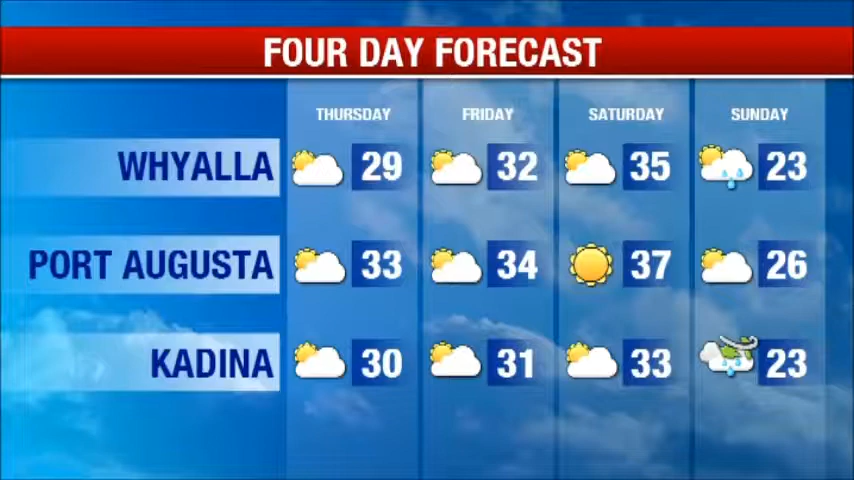 FOUR DAY FORECAST
THURSDAY FRIDAY SATURDAY SUNDAY
WHYALLA 29 32 35 23
PORT AUGUSTA 33 34 37 26
KADINA 30 31 33 23